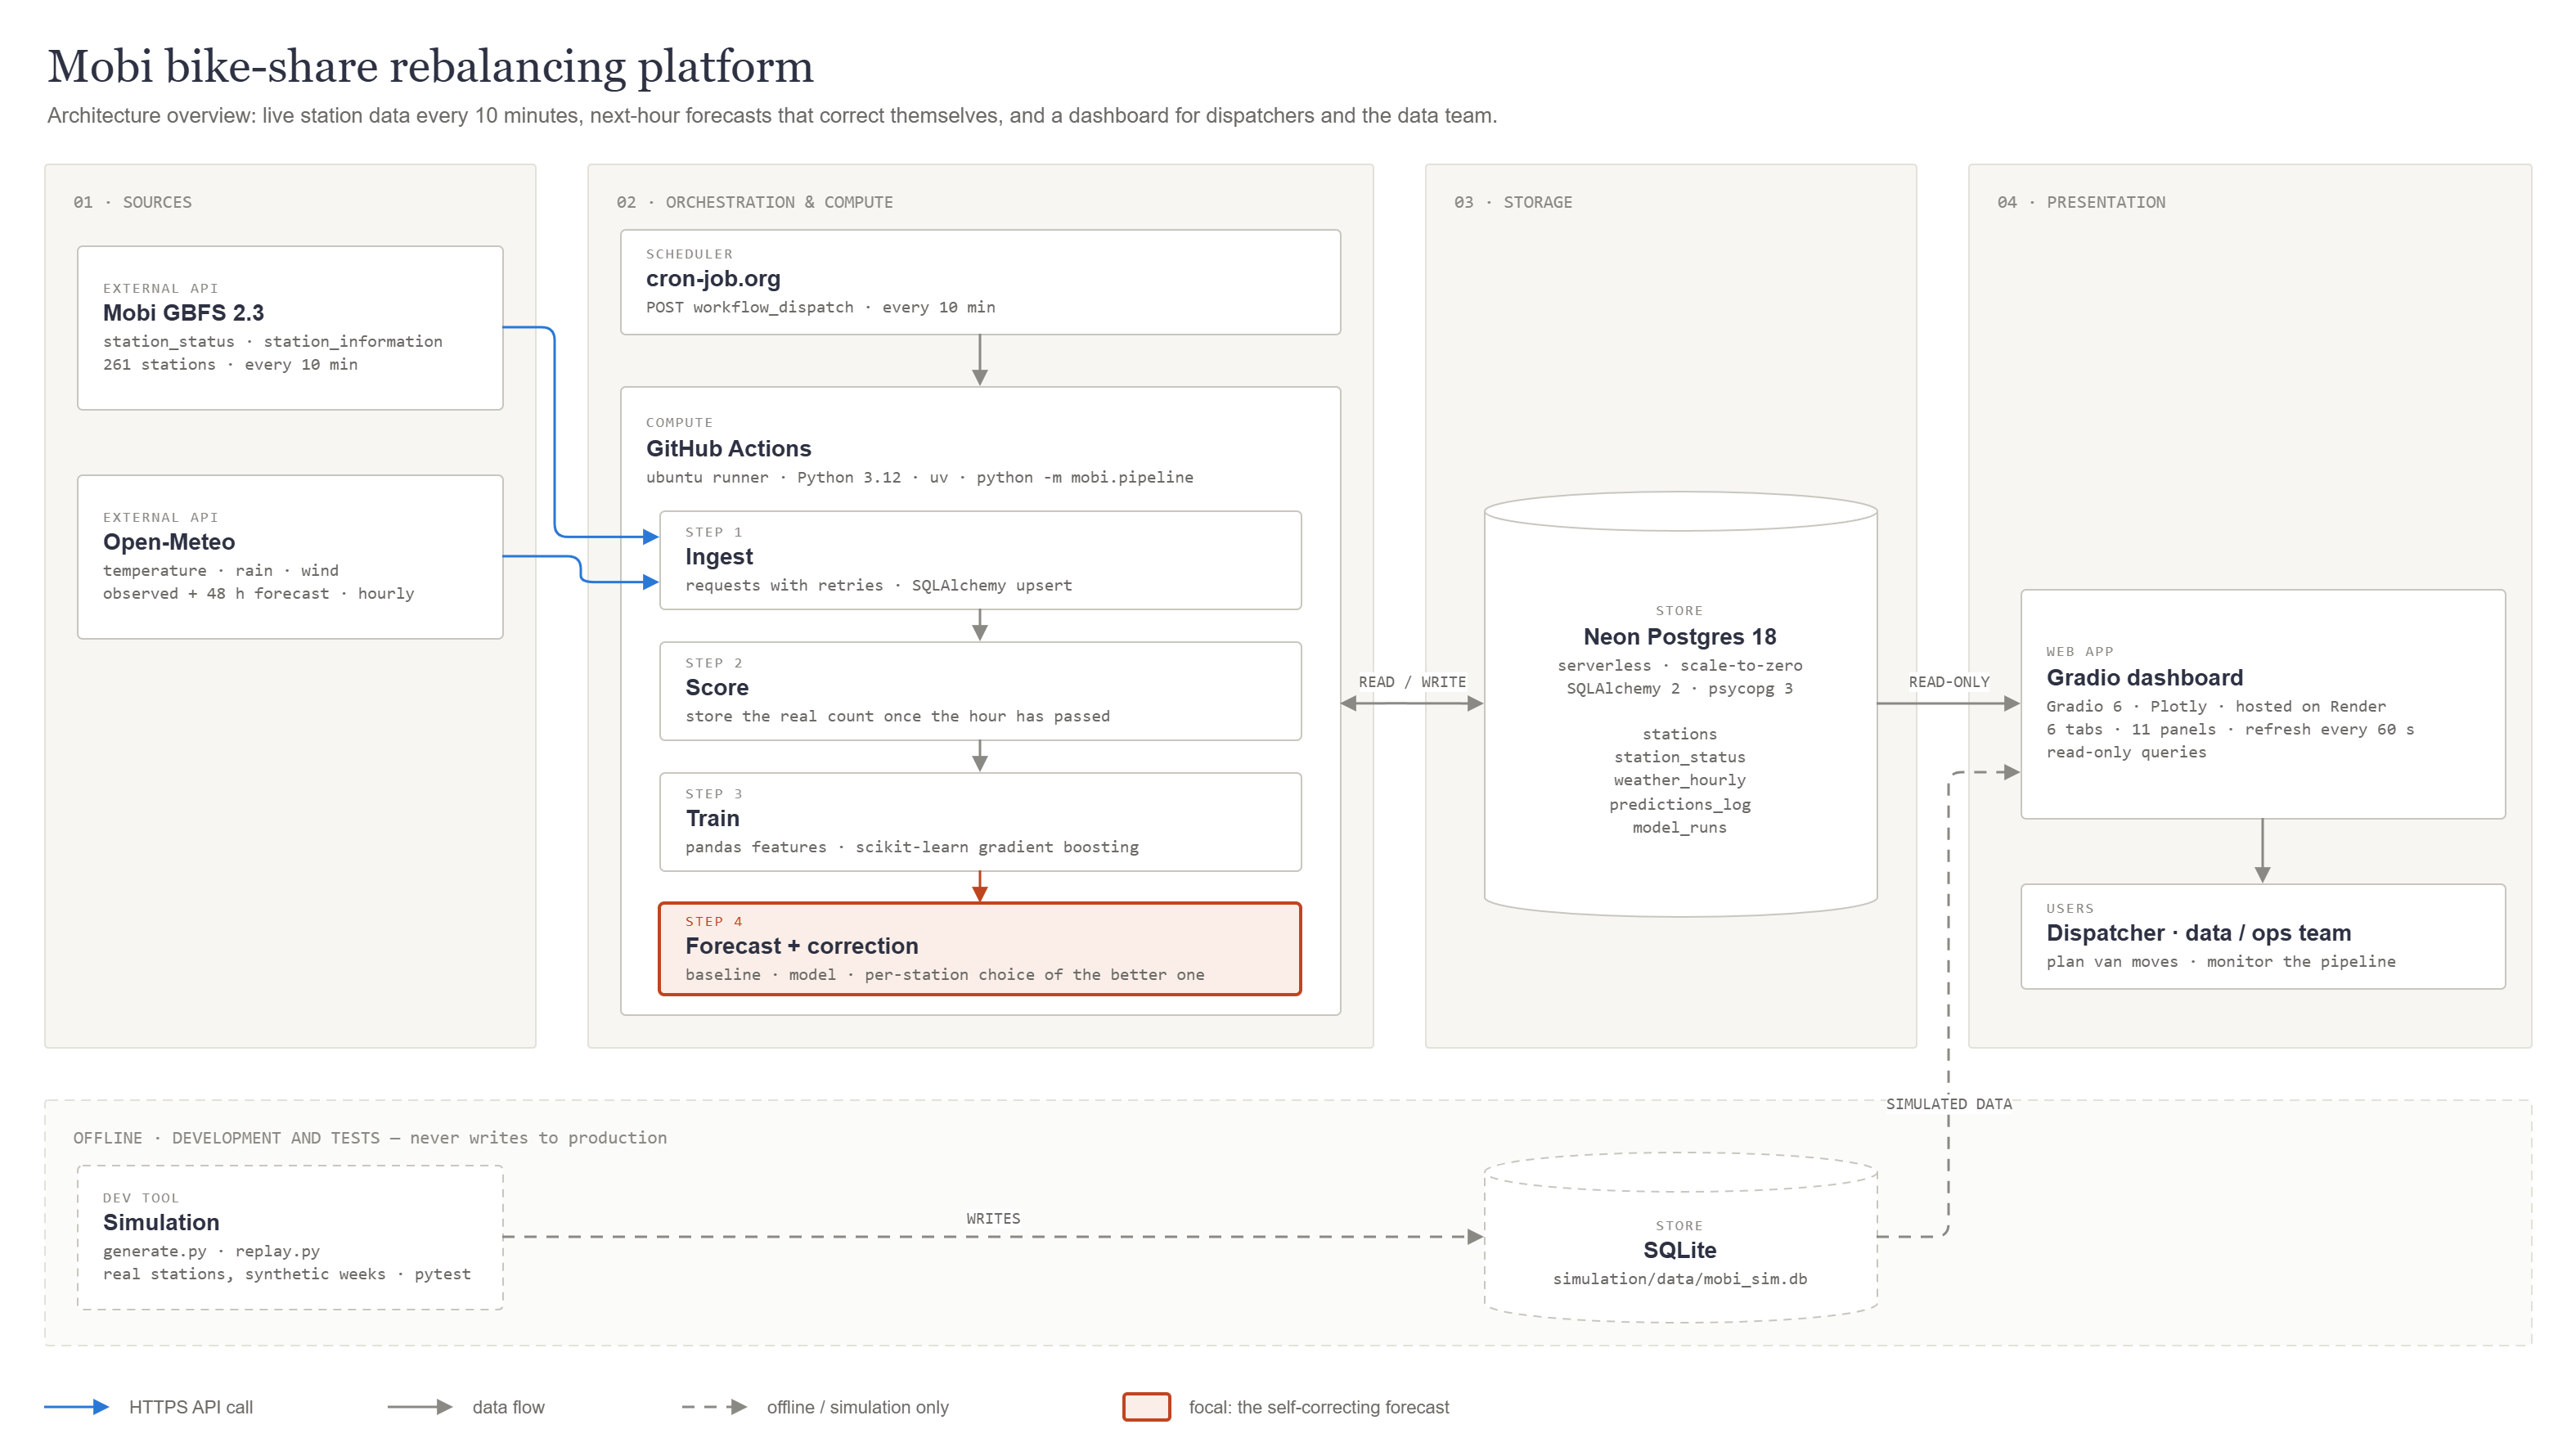 Mobi bike-share rebalancing platform
Architecture overview: live station data every 10 minutes, next-hour forecasts that correct themselves, and a dashboard for dispatchers and the data team.
01 · SOURCES
EXTERNAL API
Mobi GBFS 2.3
station_status · station_information
261 stations · every 10 min
EXTERNAL API
Open-Meteo
temperature · rain · wind
observed + 48 h forecast · hourly
02 · ORCHESTRATION & COMPUTE
SCHEDULER
cron-job.org
POST workflow_dispatch · every 10 min
COMPUTE
GitHub Actions
ubuntu runner · Python 3.12 · uv · python -m mobi.pipeline
STEP 1
Ingest
requests with retries · SQLAlchemy upsert
STEP 2
Score
store the real count once the hour has passed
STEP 3
Train
pandas features · scikit-learn gradient boosting
STEP 4
Forecast + correction
baseline · model · per-station choice of the better one
READ / WRITE
03 · STORAGE
STORE
Neon Postgres 18
serverless · scale-to-zero
SQLAlchemy 2 · psycopg 3
stations
station_status
weather_hourly
predictions_log
model_runs
READ-ONLY
04 · PRESENTATION
WEB APP
Gradio dashboard
Gradio 6 · Plotly · hosted on Render
6 tabs · 11 panels · refresh every 60 s
read-only queries
USERS
Dispatcher · data / ops team
plan van moves · monitor the pipeline
SIMULATED DATA
OFFLINE · DEVELOPMENT AND TESTS — never writes to production
DEV TOOL
Simulation
generate.py · replay.py
real stations, synthetic weeks · pytest
WRITES
STORE
SQLite
simulation/data/mobi_sim.db
HTTPS API call
data flow
offline / simulation only
focal: the self-correcting forecast